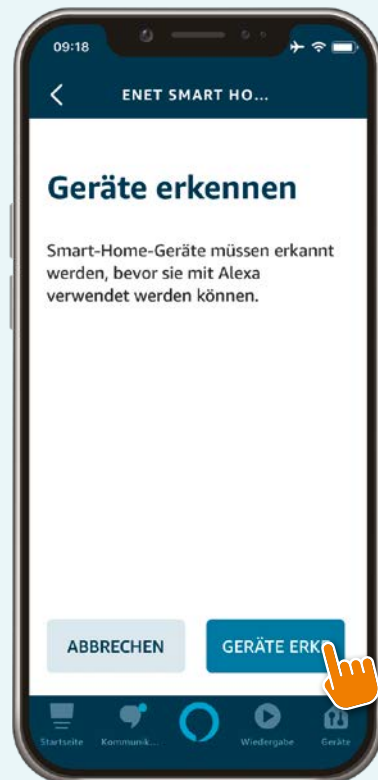 09:18
ENET SMART HO...
Geräte erkennen
Smart-Home-Geräte müssen erkannt
werden, bevor sie mit Alexa
verwendet werden können.
ABBRECHEN GERÄTE ERKE
Startseite Kommunik... Wiedergabe Geräte